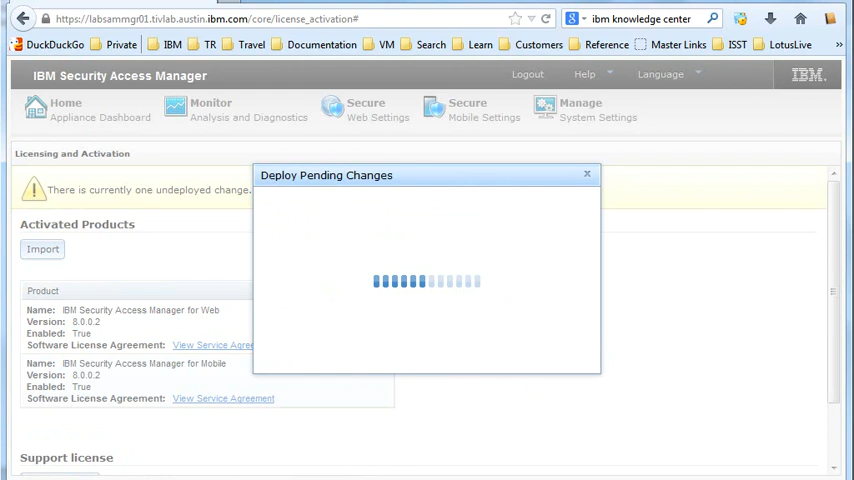 https://labsammgr01.tivlab.austin.ibm.com/core/license_activation#
ibm knowledge center
DuckDuckGo Private IBM TR Travel Documentation VM Search Learn Customers Reference Master Links ISST LotusLive »
IBM Security Access Manager
Logout Help Language IBM.
Home
Appliance Dashboard
Monitor
Analysis and Diagnostics
Secure
Web Settings
Secure
Mobile Settings
Manage
System Settings
Licensing and Activation
There is currently one undeployed change.
Deploy Pending Changes
Activated Products
Import
Product
Name: IBM Security Access Manager for Web
Version: 8.0.0.2
Enabled: True
Software License Agreement: View Service Agre
Name: IBM Security Access Manager for Mobile
Version: 8.0.0.2
Enabled: True
Software License Agreement: View Service Agreement
Support license